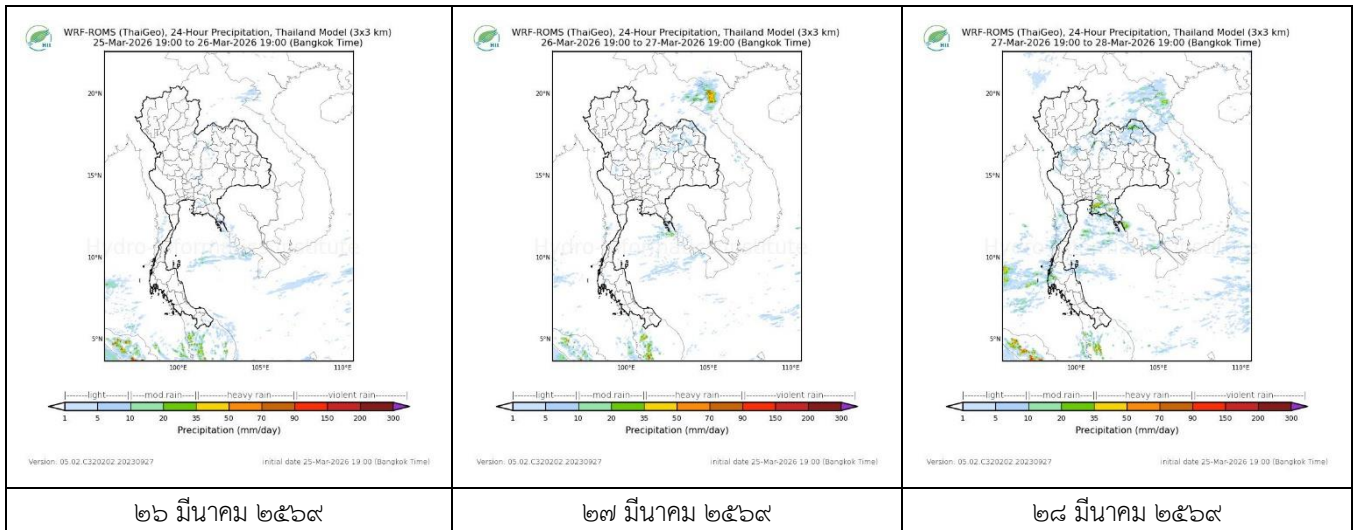 WRF-ROMS (ThaiGeo), 24-Hour Precipitation, Thailand Model (3x3 km)
25-Mar-2026 19:00 to 26-Mar-2026 19:00 (Bangkok Time)
HII
20°N
15°N
10°N
5°N
100°E 105°E 110°E
light mod rain heavy rain violent rain
1 5 10 20 35 50 70 90 150 200 300
Precipitation (mm/day)
Version: 05.02.C320202.20230927 initial date 25-Mar-2026 19:00 (Bangkok Time)
๒๖ มีนาคม ๒๕๖๙
WRF-ROMS (ThaiGeo), 24-Hour Precipitation, Thailand Model (3x3 km)
26-Mar-2026 19:00 to 27-Mar-2026 19:00 (Bangkok Time)
HII
20°N
15°N
10°N
5°N
100°E 105°E 110°E
light mod rain heavy rain violent rain
1 5 10 20 35 50 70 90 150 200 300
Precipitation (mm/day)
Version: 05.02.C320202.20230927 initial date 25-Mar-2026 19:00 (Bangkok Time)
๒๗ มีนาคม ๒๕๖๙
WRF-ROMS (ThaiGeo), 24-Hour Precipitation, Thailand Model (3x3 km)
27-Mar-2026 19:00 to 28-Mar-2026 19:00 (Bangkok Time)
HII
20°N
15°N
10°N
5°N
100°E 105°E 110°E
light mod rain heavy rain violent rain
1 5 10 20 35 50 70 90 150 200 300
Precipitation (mm/day)
Version: 05.02.C320202.20230927 initial date 25-Mar-2026 19:00 (Bangkok Time)
๒๘ มีนาคม ๒๕๖๙